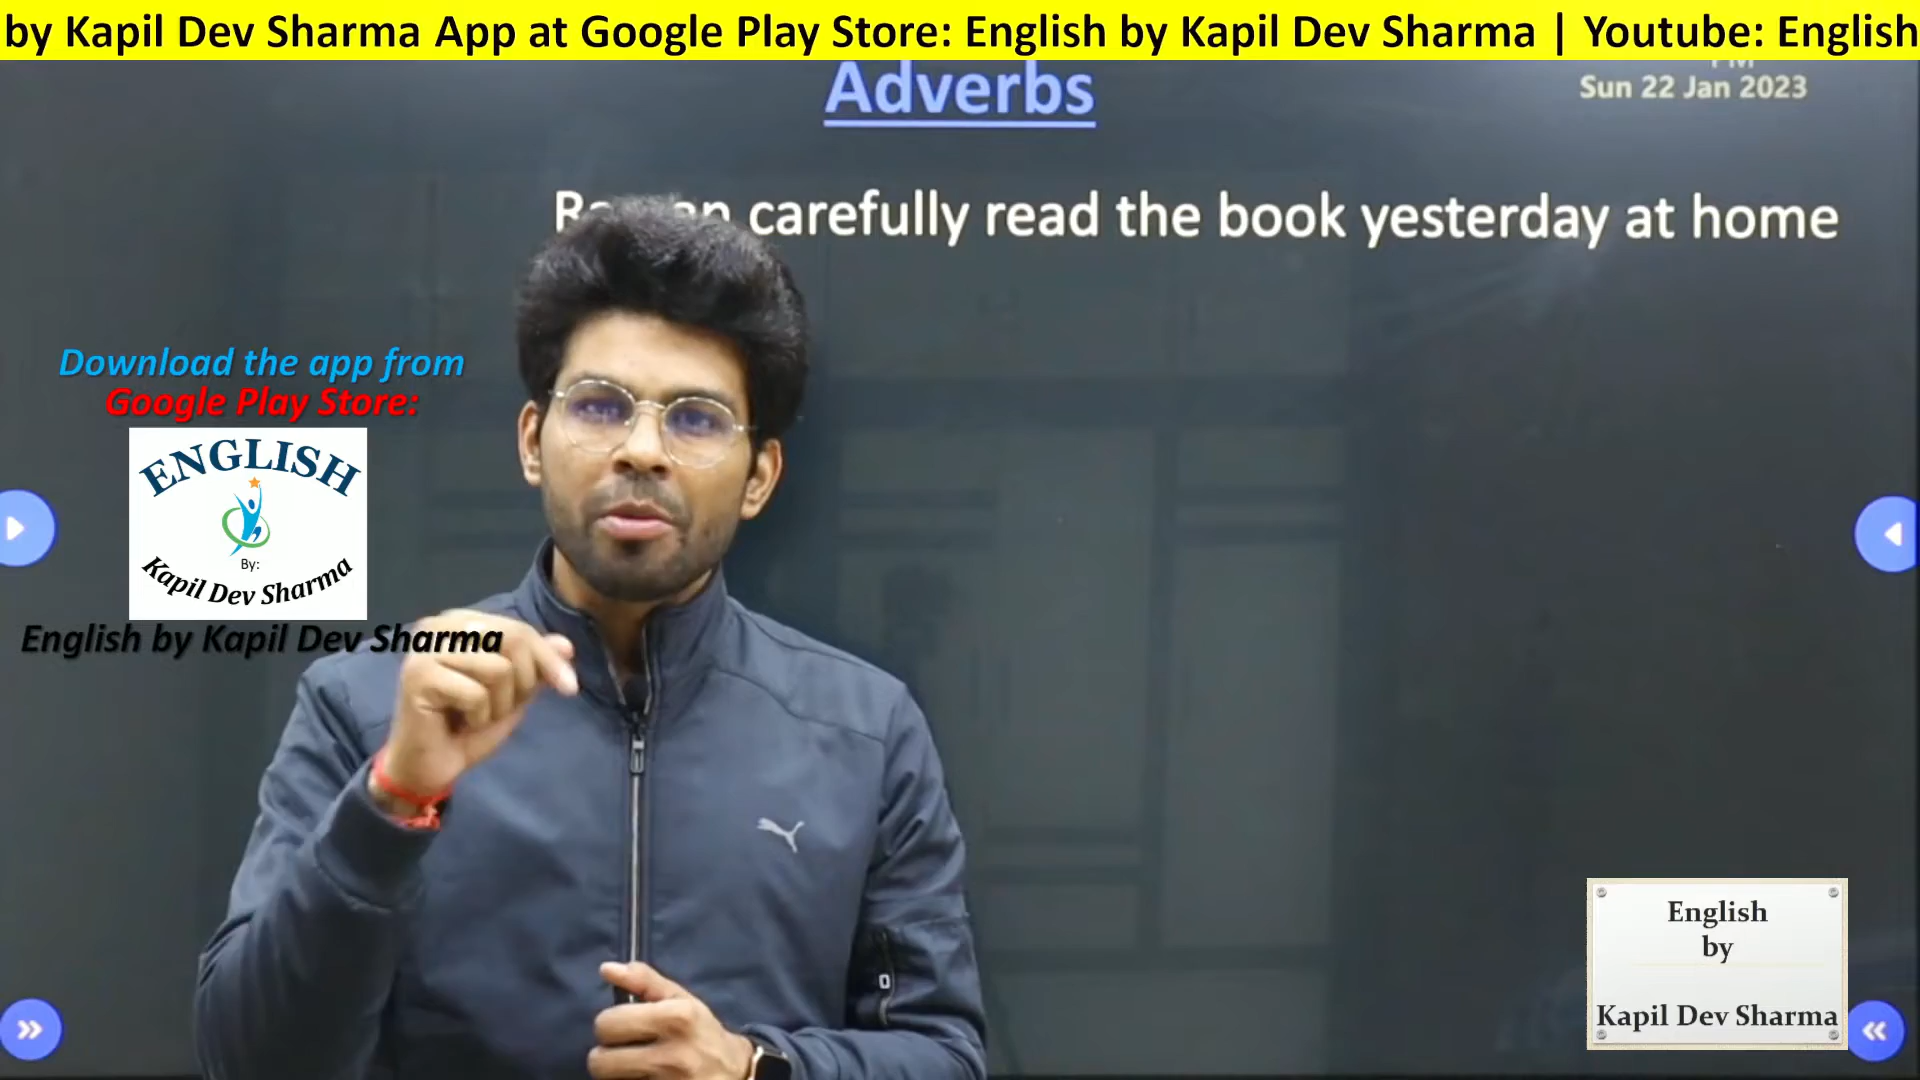 by Kapil Dev Sharma App at Google Play Store: English by Kapil Dev Sharma | Youtube: English
Adverbs
Sun 22 Jan 2023
carefully read the book yesterday at home
Download the app from
Google Play Store:
ENGLISH
By:
Kapil Dev Sharma
English by Kapil Dev Sharma
English
by
Kapil Dev Sharma